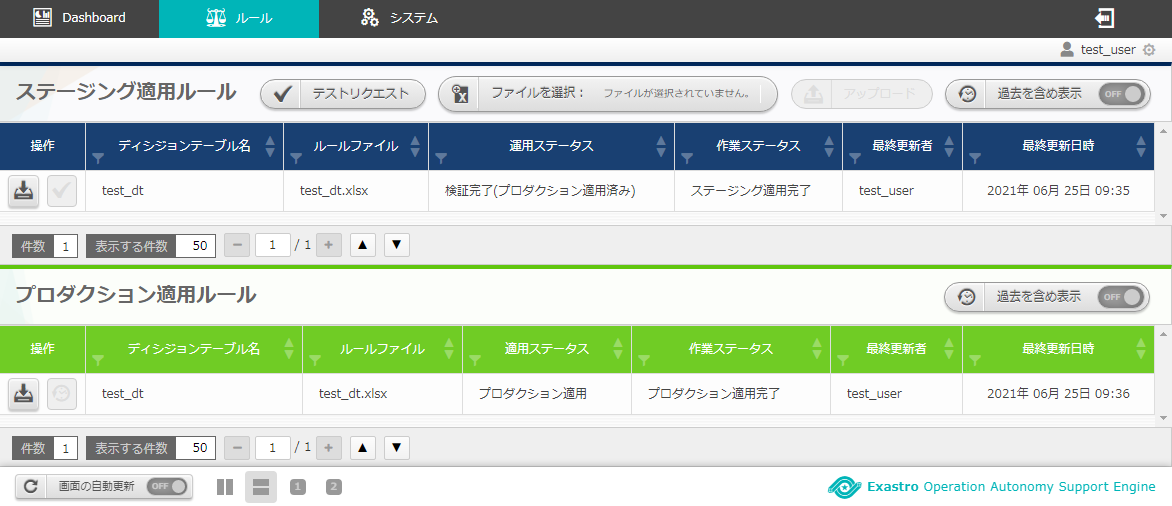 Dashboard ルール システム
test_user
ステージング適用ルール テストリクエスト ファイルを選択： ファイルが選択されていません。 アップロード 過去を含め表示 OFF
操作 ディシジョンテーブル名 ルールファイル 運用ステータス 作業ステータス 最終更新者 最終更新日時
test_dt test_dt.xlsx 検証完了(プロダクション適用済み) ステージング適用完了 test_user 2021年 06月 25日 09:35
件数 1 表示する件数 50 − 1 / 1 + ▲ ▼
プロダクション適用ルール 過去を含め表示 OFF
操作 ディシジョンテーブル名 ルールファイル 適用ステータス 作業ステータス 最終更新者 最終更新日時
test_dt test_dt.xlsx プロダクション適用 プロダクション適用完了 test_user 2021年 06月 25日 09:36
件数 1 表示する件数 50 − 1 / 1 + ▲ ▼
画面の自動更新 OFF 1 2 Exastro Operation Autonomy Support Engine